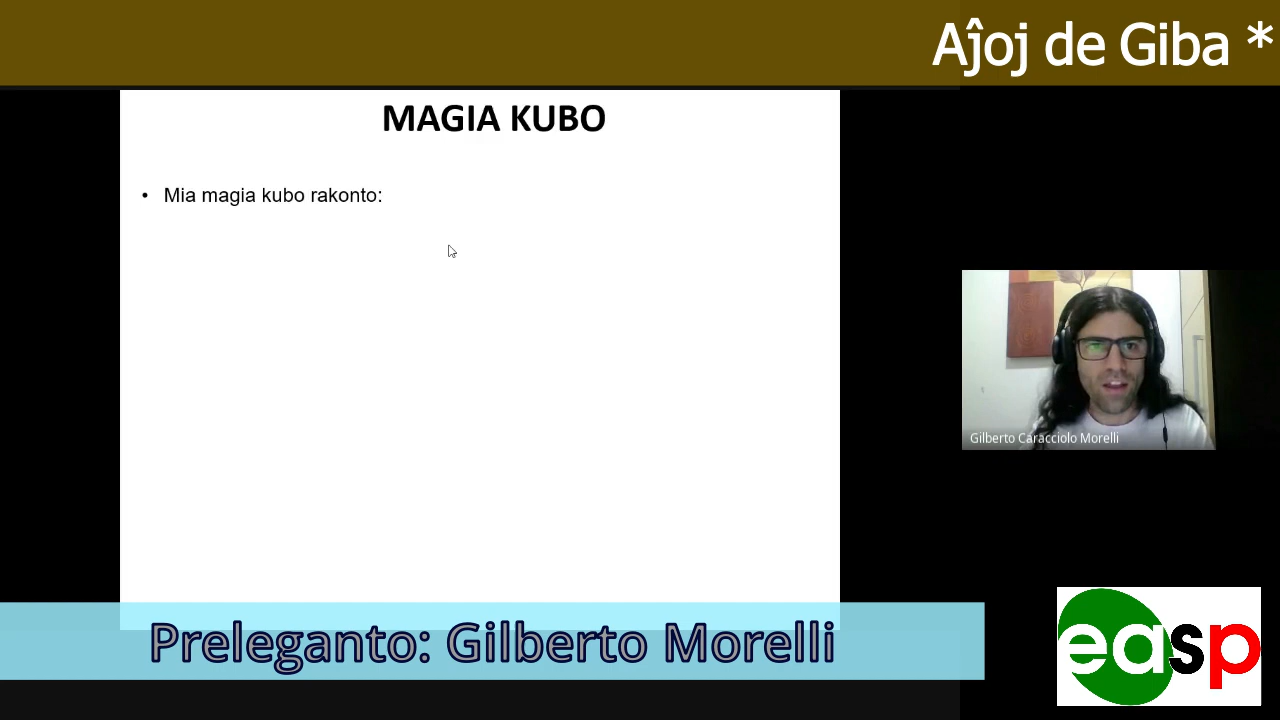 Aĵoj de Giba *
MAGIA KUBO
• Mia magia kubo rakonto:
Gilberto Caracciolo Morelli
Preleganto: Gilberto Morelli
easp